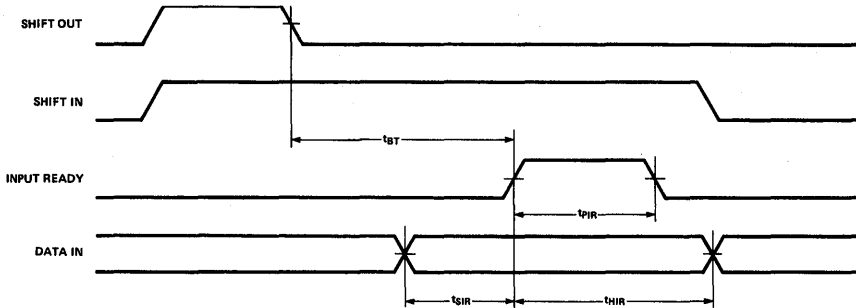 SHIFT OUT
SHIFT IN
tBT
INPUT READY
tPIR
DATA IN
tSIR
tHIR